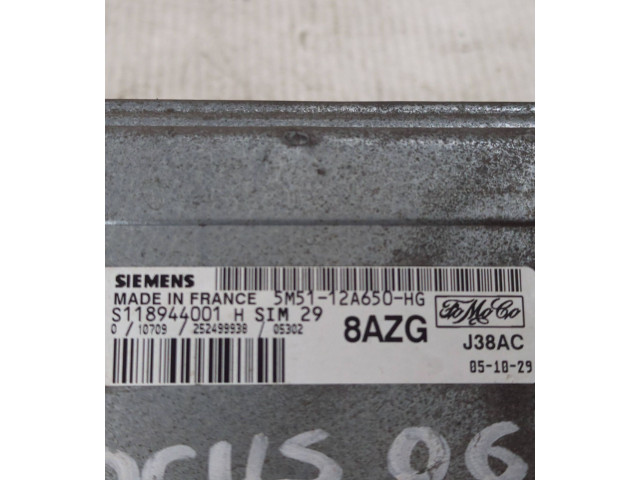 SIEMENS
MADE IN FRANCE 5M51-12A650-HG
S118944001 H SIM 29
0 / 10709 / 252499938 / 05302
8AZG
FoMoCo
J38AC
05-10-29
OCUS 06